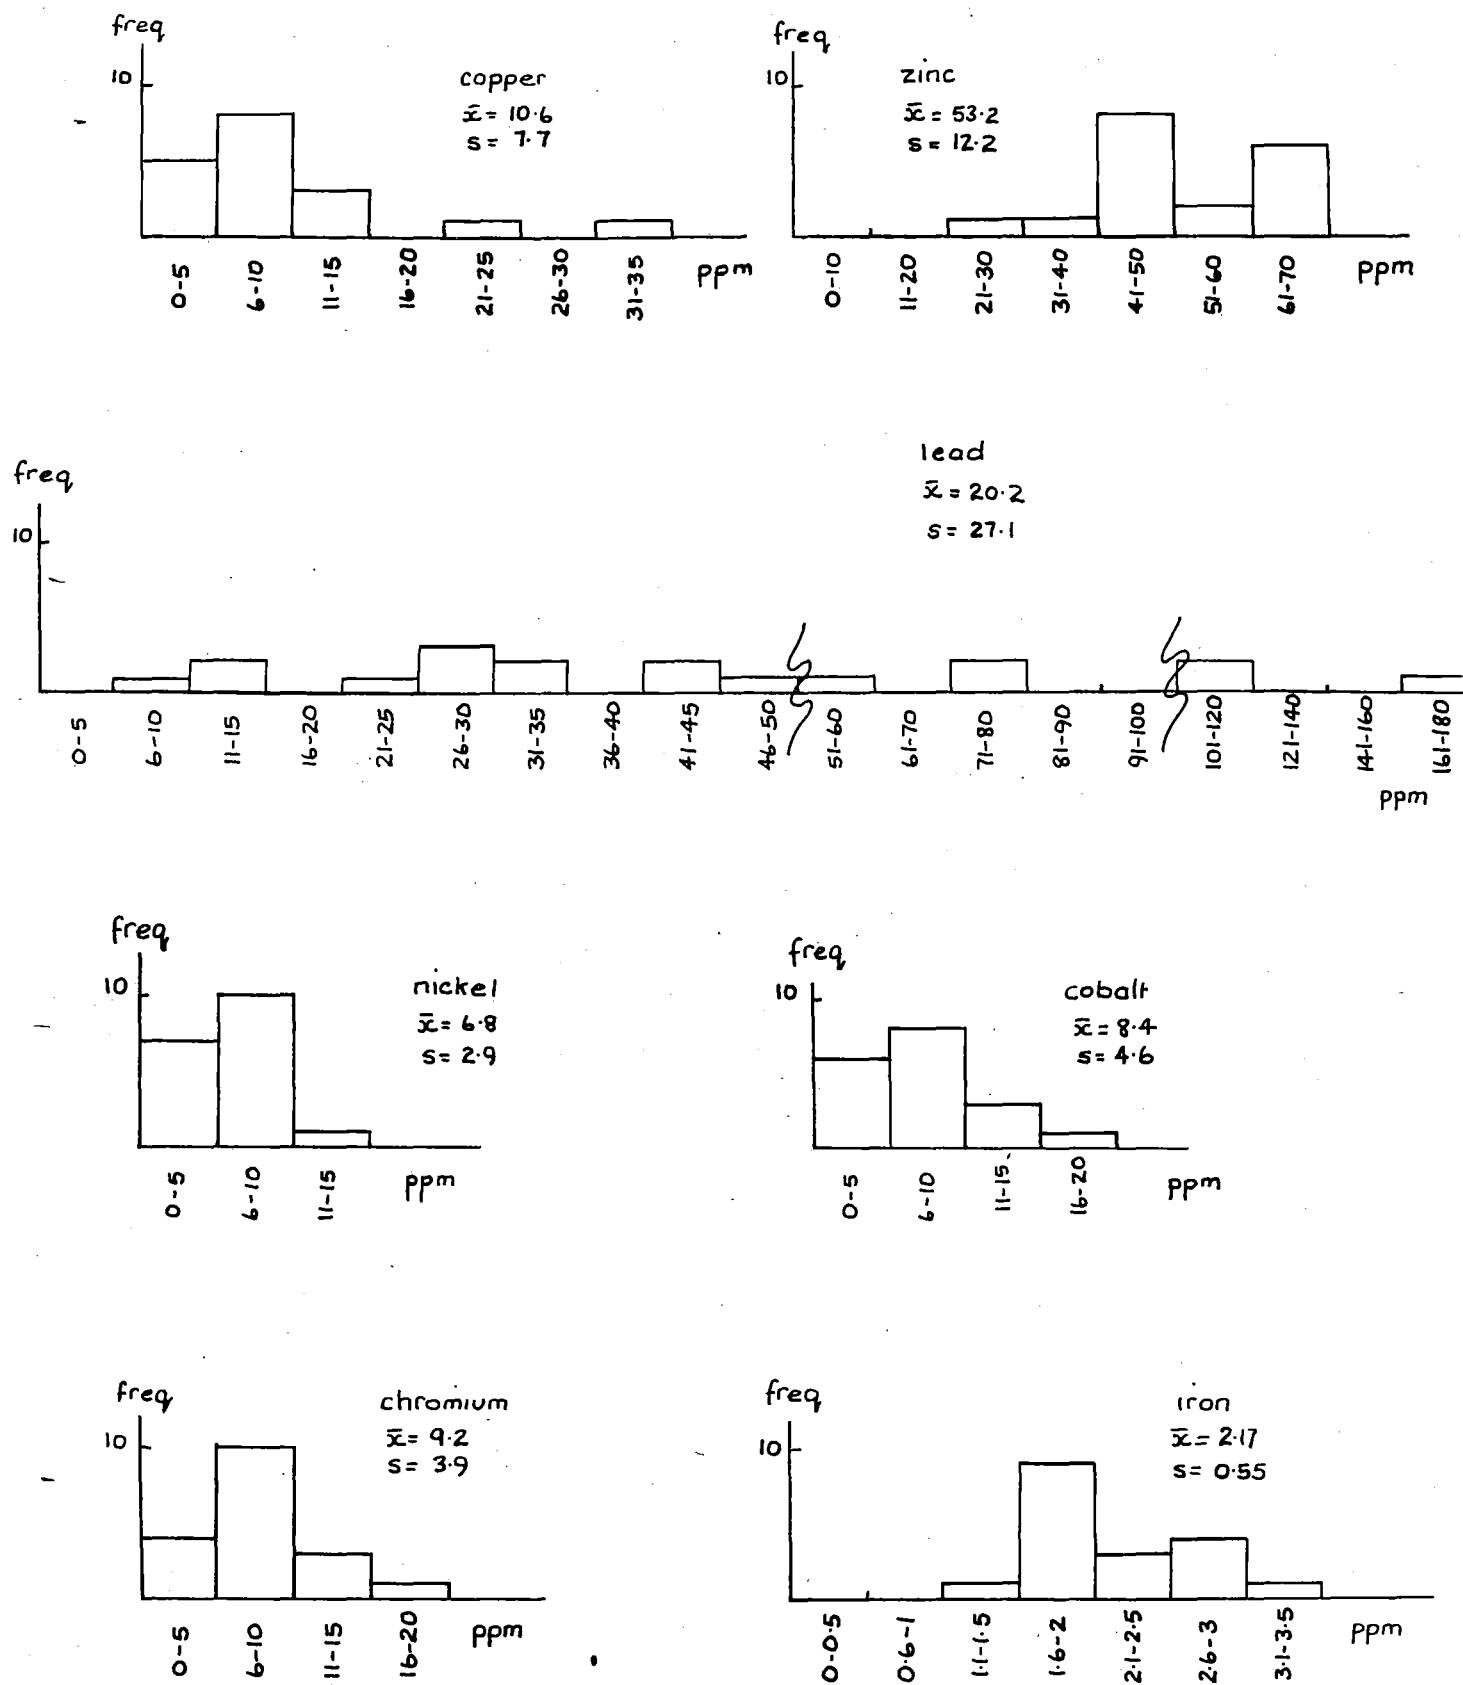 freq
10
copper
x̄ = 10.6
s = 7.7
0-5
6-10
11-15
16-20
21-25
26-30
31-35
ppm
freq
10
zinc
x̄ = 53.2
s = 12.2
0-10
11-20
21-30
31-40
41-50
51-60
61-70
ppm
freq
10
lead
x̄ = 20.2
s = 27.1
0-5
6-10
11-15
16-20
21-25
26-30
31-35
36-40
41-45
46-50
51-60
61-70
71-80
81-90
91-100
101-120
121-140
141-160
161-180
ppm
freq
10
nickel
x̄ = 6.8
s = 2.9
0-5
6-10
11-15
ppm
freq
10
cobalt
x̄ = 8.4
s = 4.6
0-5
6-10
11-15
16-20
ppm
freq
10
chromium
x̄ = 9.2
s = 3.9
0-5
6-10
11-15
16-20
ppm
freq
10
iron
x̄ = 2.17
s = 0.55
0-0.5
0.6-1
1.1-1.5
1.6-2
2.1-2.5
2.6-3
3.1-3.5
ppm